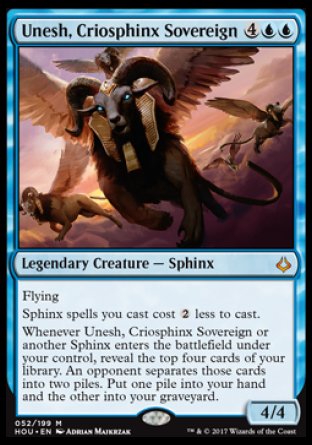 Unesh, Criosphinx Sovereign 4
Legendary Creature — Sphinx
Flying
Sphinx spells you cast cost 2 less to cast.
Whenever Unesh, Criosphinx Sovereign or
another Sphinx enters the battlefield under
your control, reveal the top four cards of your
library. An opponent separates those cards
into two piles. Put one pile into your hand
and the other into your graveyard.
4/4
052/199 M
HOU • EN Adrian Majkrzak
™ & © 2017 Wizards of the Coast